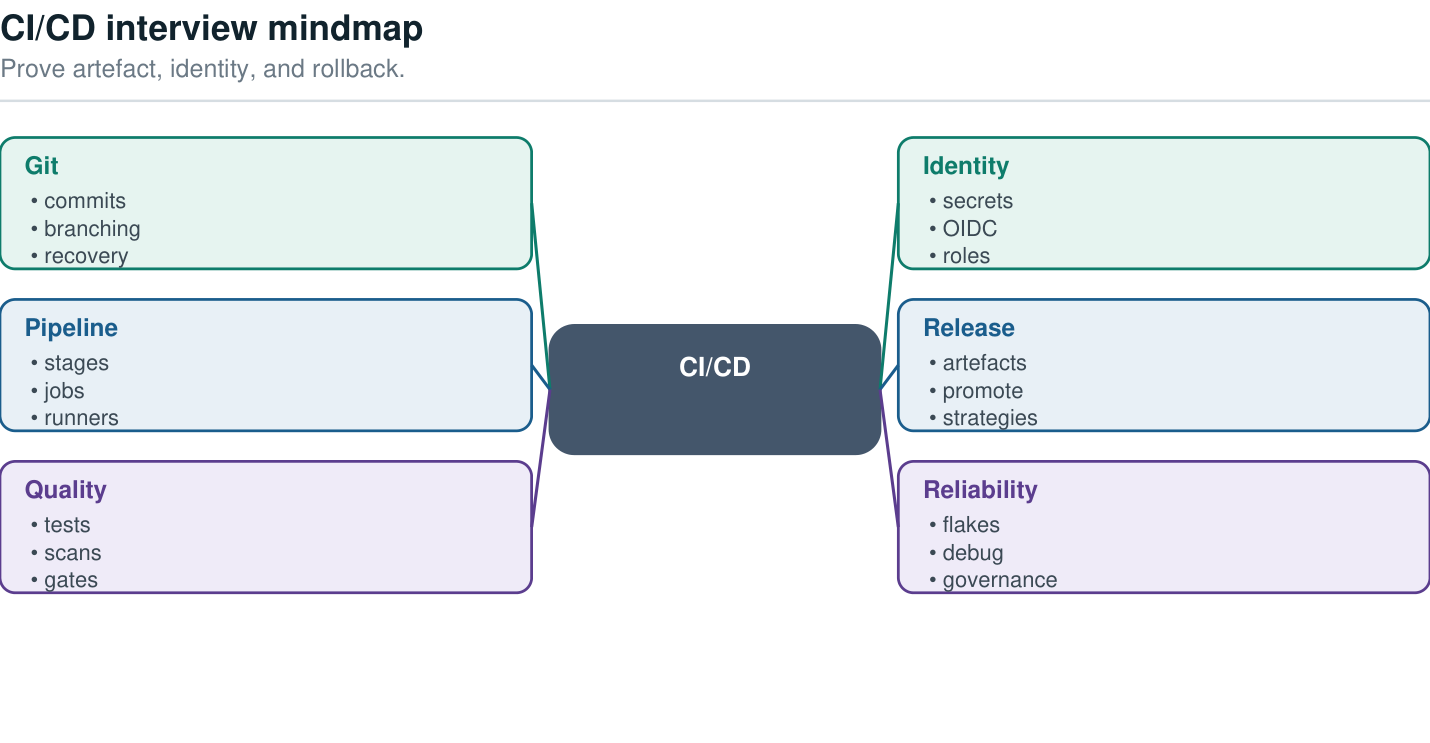 CI/CD interview mindmap
Prove artefact, identity, and rollback.
Git
• commits
• branching
• recovery
Pipeline
• stages
• jobs
• runners
Quality
• tests
• scans
• gates
CI/CD
Identity
• secrets
• OIDC
• roles
Release
• artefacts
• promote
• strategies
Reliability
• flakes
• debug
• governance